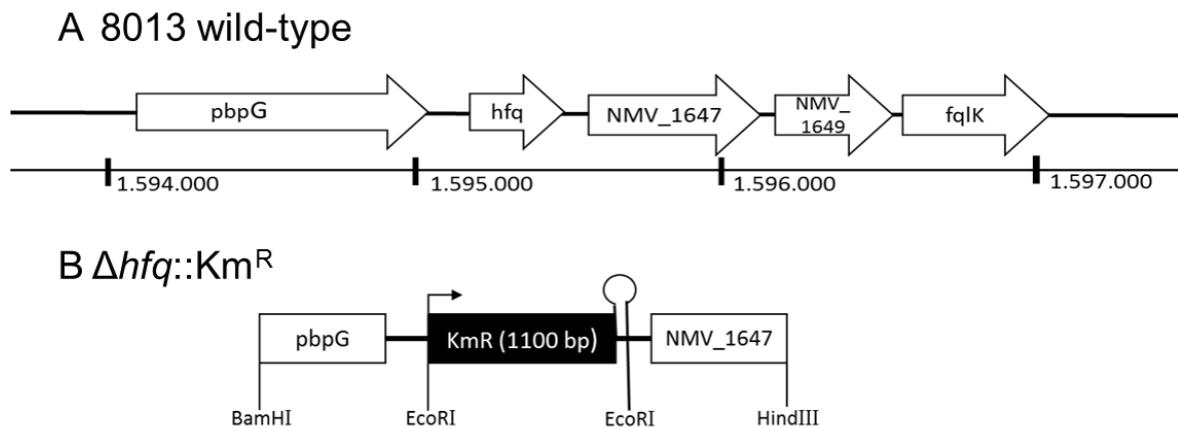 A 8013 wild-type
pbpG
hfq
NMV_1647
NMV_
1649
fqlK
1.594.000
1.595.000
1.596.000
1.597.000
B Δhfq::KmR
pbpG
KmR (1100 bp)
NMV_1647
BamHI
EcoRI
EcoRI
HindIII